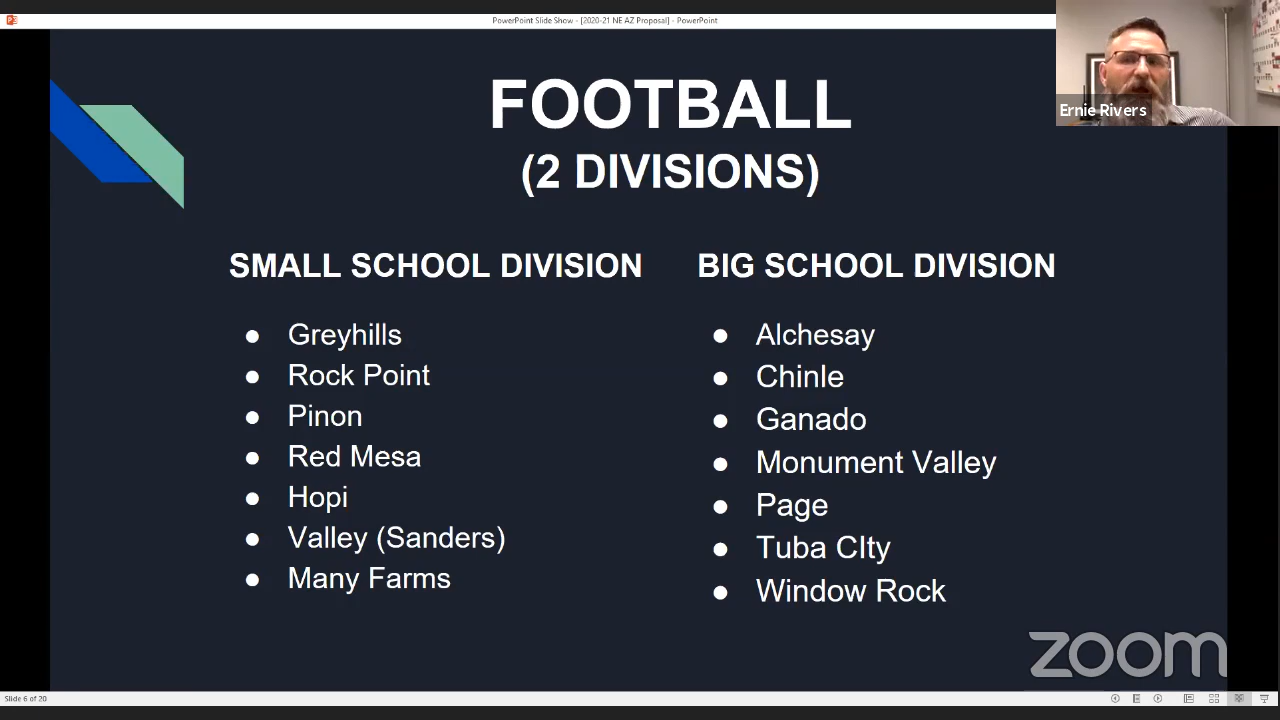 PowerPoint Slide Show - [2020-21 NE AZ Proposal] - PowerPoint
Ernie Rivers
FOOTBALL
(2 DIVISIONS)
SMALL SCHOOL DIVISION
● Greyhills
● Rock Point
● Pinon
● Red Mesa
● Hopi
● Valley (Sanders)
● Many Farms
BIG SCHOOL DIVISION
● Alchesay
● Chinle
● Ganado
● Monument Valley
● Page
● Tuba CIty
● Window Rock
zoom
Slide 6 of 20